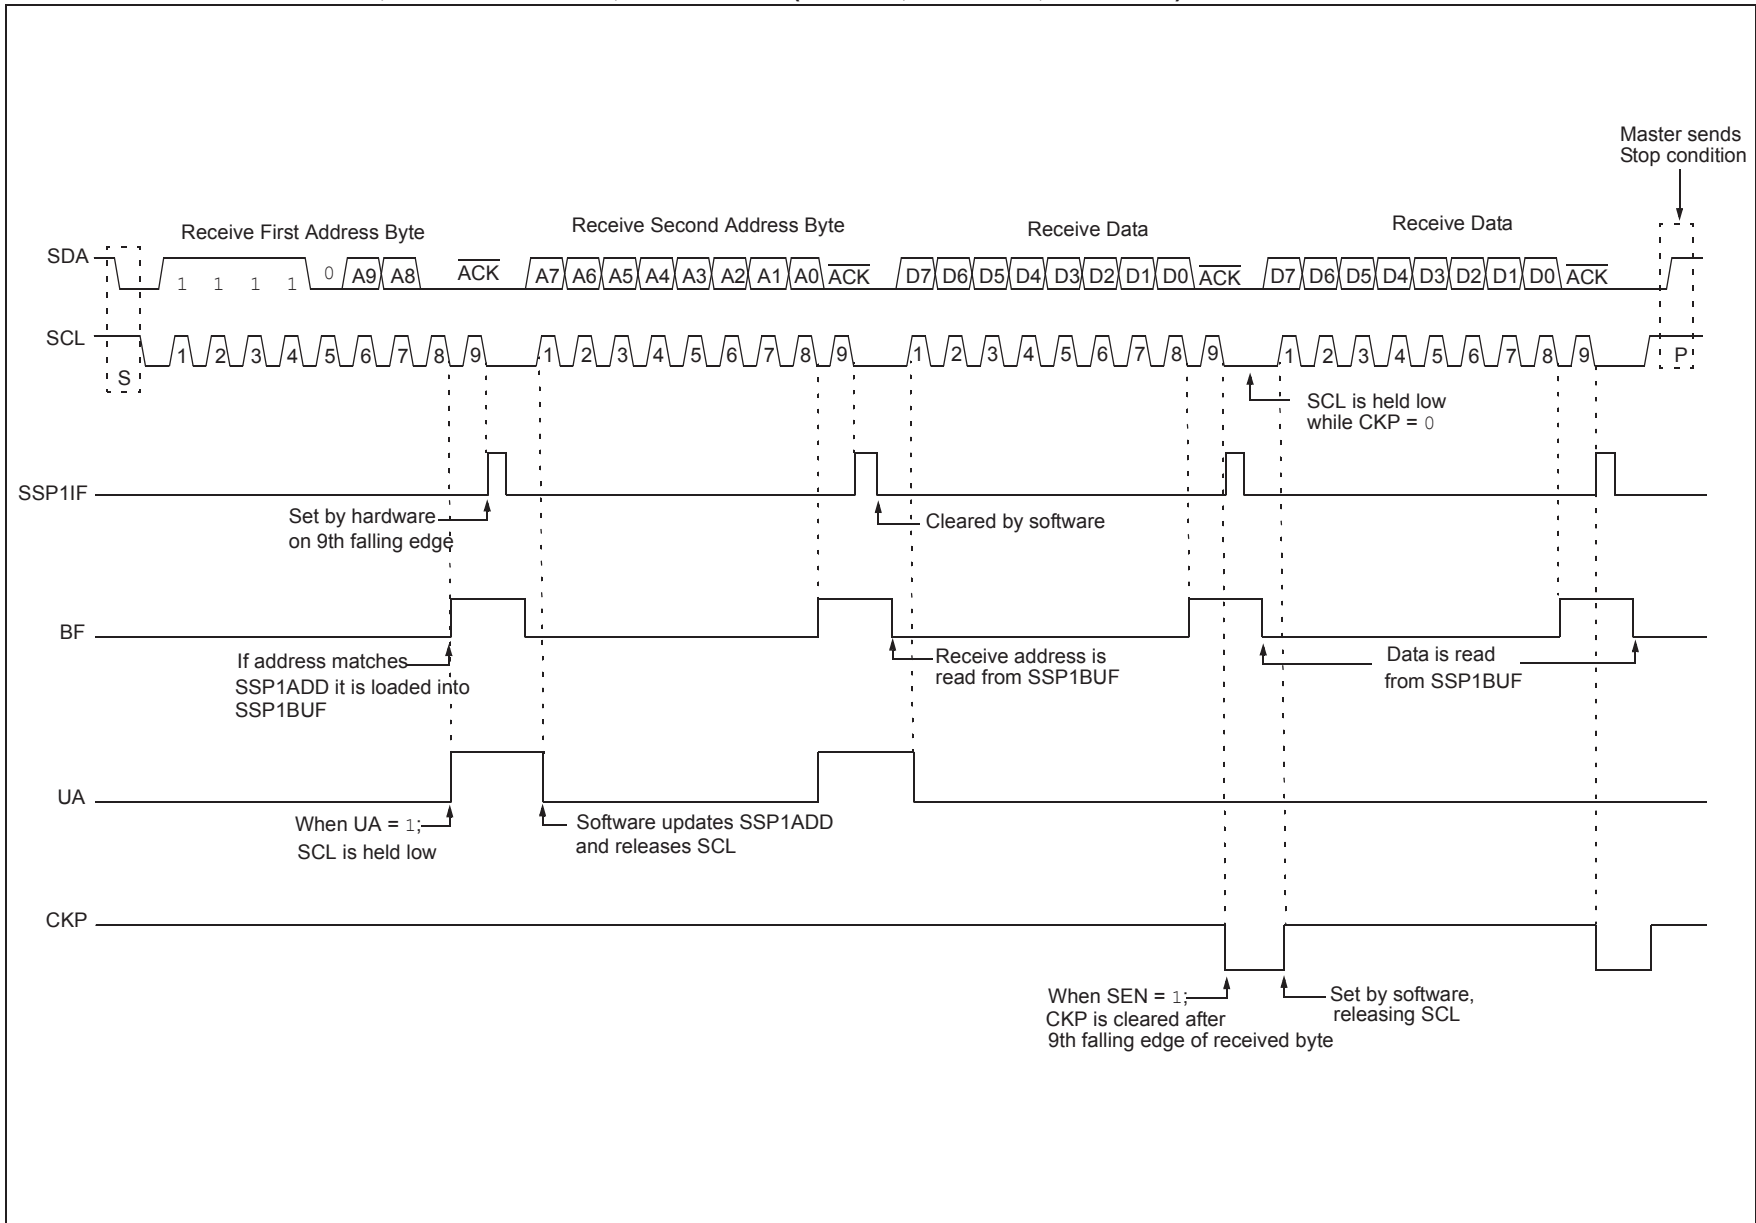 Master sends
Stop condition
Receive First Address Byte
Receive Second Address Byte
Receive Data
Receive Data
SDA
1 1 1 1 0 A9 A8 ACK A7 A6 A5 A4 A3 A2 A1 A0 ACK D7 D6 D5 D4 D3 D2 D1 D0 ACK D7 D6 D5 D4 D3 D2 D1 D0 ACK
SCL
S 1 2 3 4 5 6 7 8 9 1 2 3 4 5 6 7 8 9 1 2 3 4 5 6 7 8 9 1 2 3 4 5 6 7 8 9 P
SCL is held low
while CKP = 0
SSP1IF
Set by hardware
on 9th falling edge
Cleared by software
BF
If address matches
SSP1ADD it is loaded into
SSP1BUF
Receive address is
read from SSP1BUF
Data is read
from SSP1BUF
UA
When UA = 1;
SCL is held low
Software updates SSP1ADD
and releases SCL
CKP
When SEN = 1;
CKP is cleared after
9th falling edge of received byte
Set by software,
releasing SCL